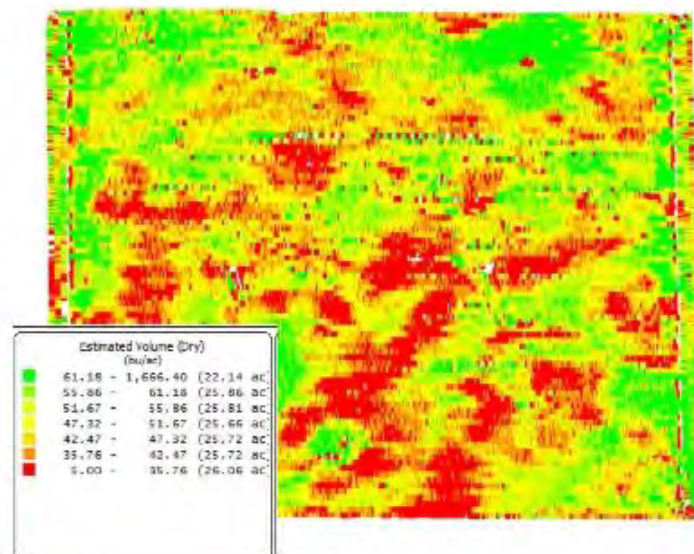 Estimated Volume (Dry)
(bu/ac)
61.18 - 1,666.40 (22.14 ac)
55.86 - 61.18 (25.86 ac)
51.67 - 55.86 (25.81 ac)
47.32 - 51.67 (25.66 ac)
42.47 - 47.32 (25.72 ac)
35.76 - 42.47 (25.72 ac)
5.00 - 35.76 (26.06 ac)